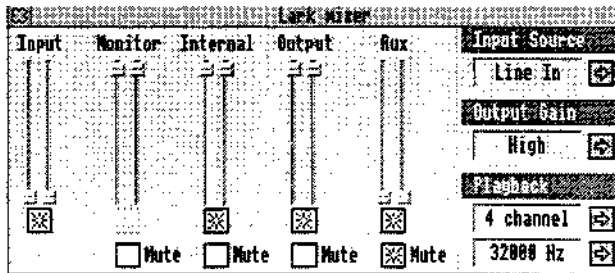 Lark mixer
Input Monitor Internal Output Aux
Input Source
Line In
Output Gain
High
Playback
4 channel
Mute Mute Mute Mute
32000 Hz